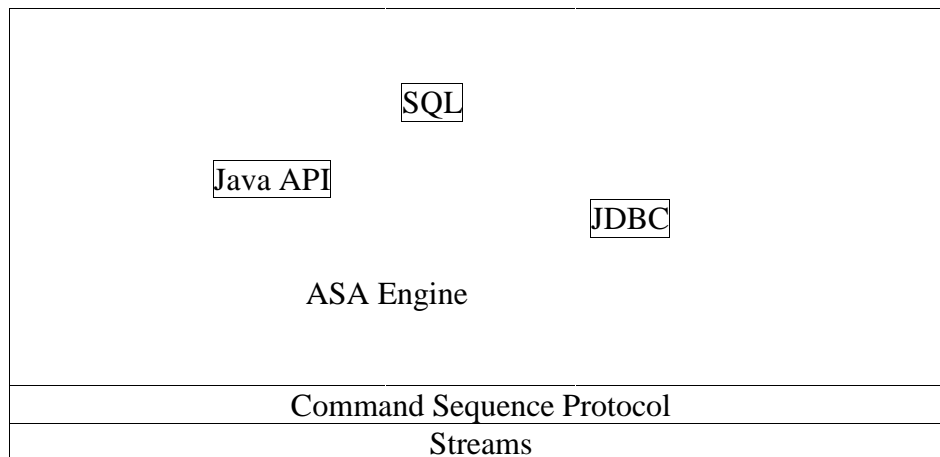 SQL
Java API
JDBC
ASA Engine
Command Sequence Protocol
Streams